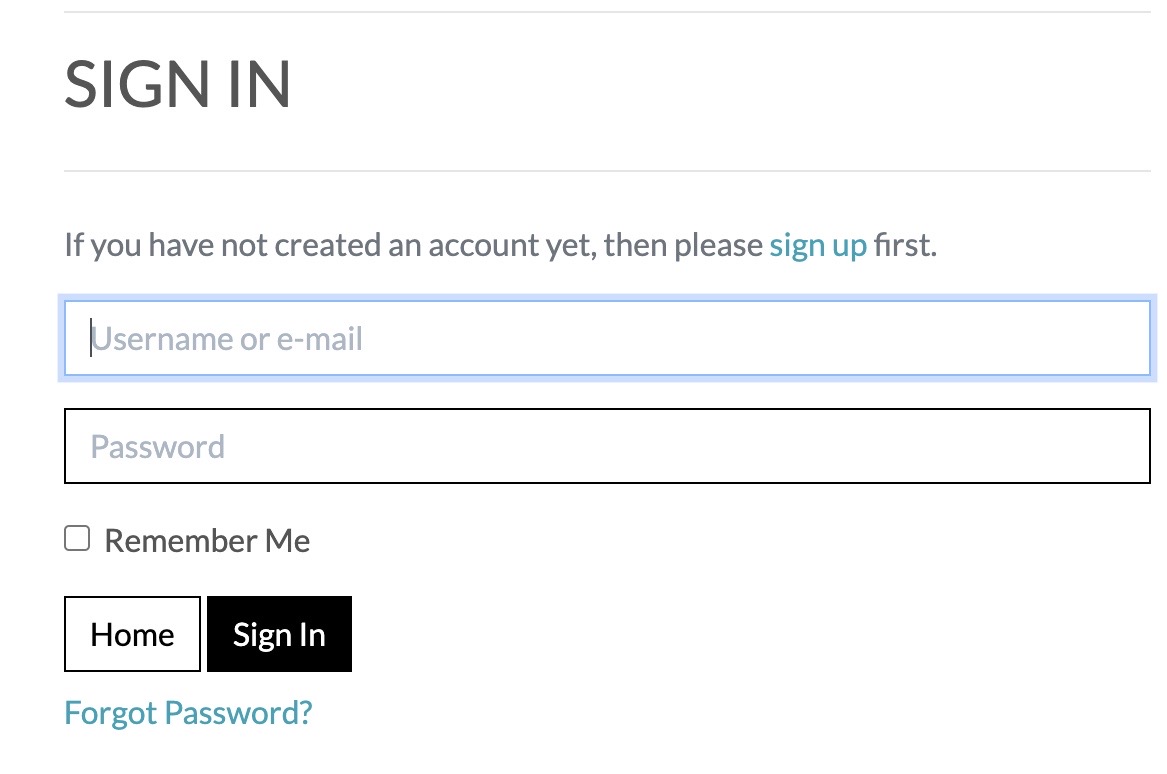 SIGN IN
If you have not created an account yet, then please sign up first.
Username or e-mail
Password
Remember Me
Home Sign In
Forgot Password?